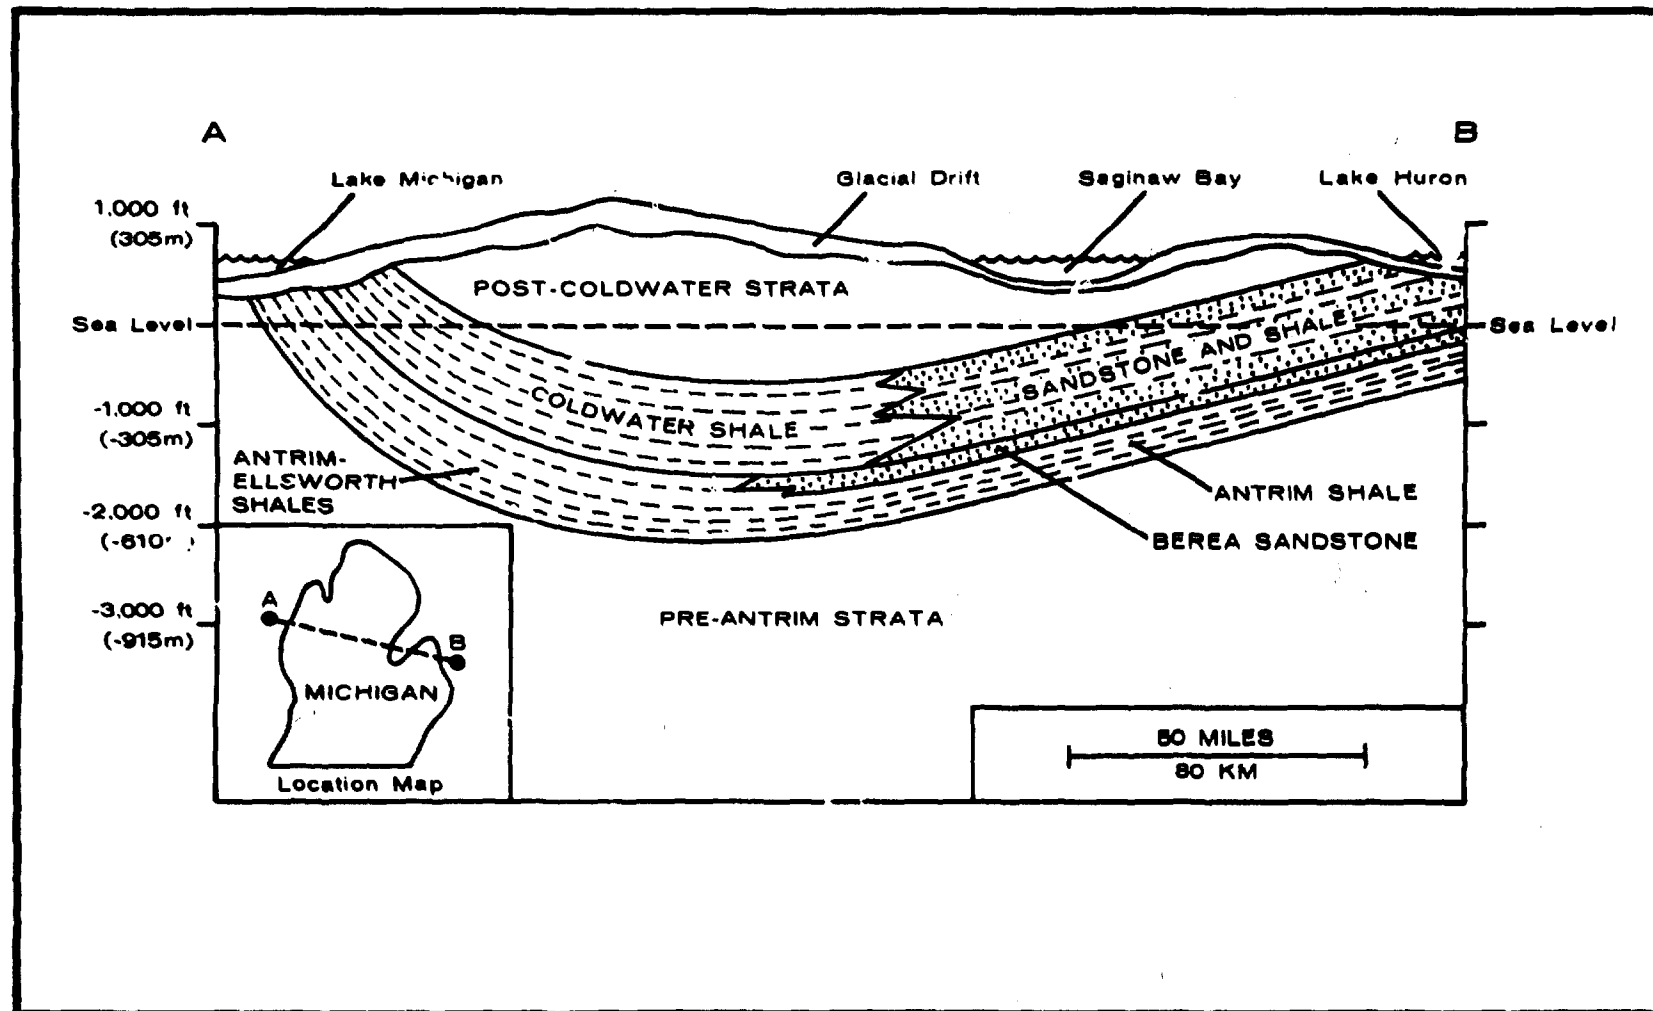 A
B
Lake Michigan
Glacial Drift
Saginaw Bay
Lake Huron
1,000 ft
(305m)
POST-COLDWATER STRATA
Sea Level
Sea Level
SANDSTONE AND SHALE
COLDWATER SHALE
-1,000 ft
(-305m)
ANTRIM-
ELLSWORTH
SHALES
ANTRIM SHALE
-2,000 ft
BEREA SANDSTONE
-3,000 ft
(-915m)
PRE-ANTRIM STRATA
A
B
MICHIGAN
Location Map
50 MILES
80 KM